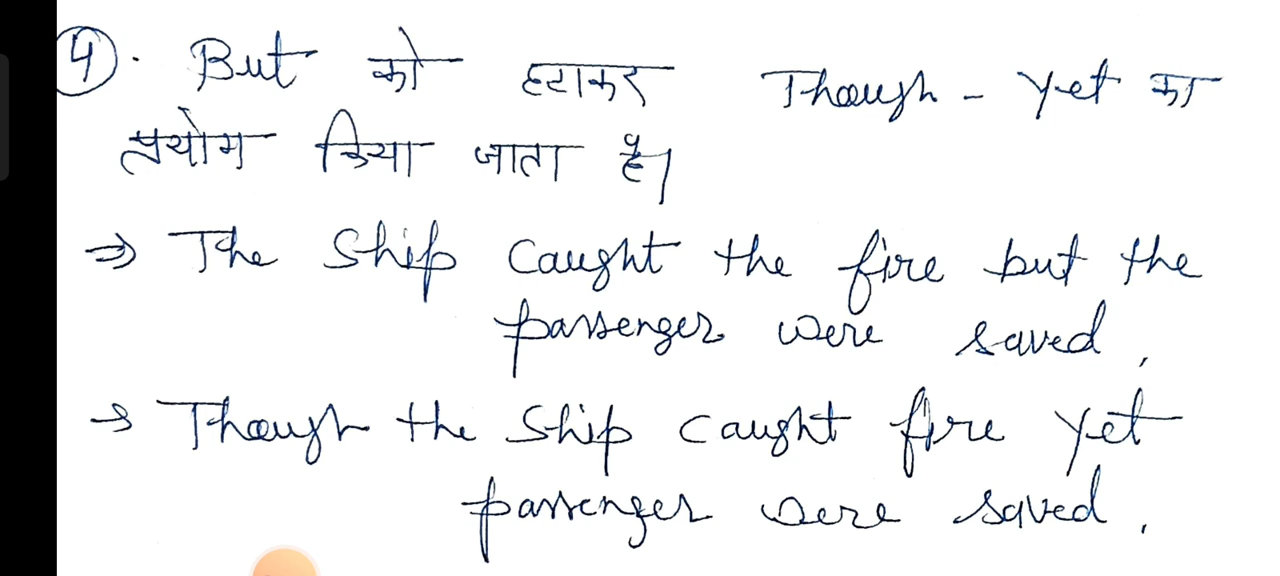 ④. But को हटाकर Though - yet का
प्रयोग किया जाता है।
⇒ The Ship Caught the fire but the
passenger were saved.
→ Though the Ship caught fire yet
passenger were saved.